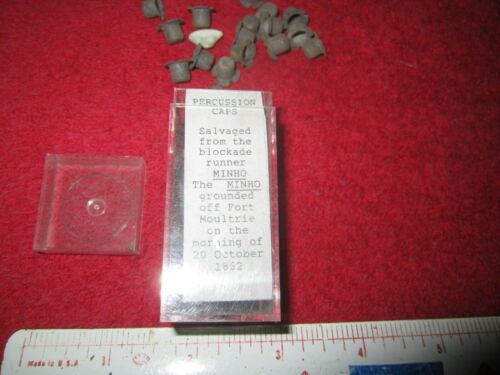 PERCUSSION
CAPS
Salvaged
from the
blockade
runner
MINHO
The MINHO
grounded
off Fort
Moultrie
on the
morning of
20 October
1862
Made in U.S.A
1 2 3 4 5